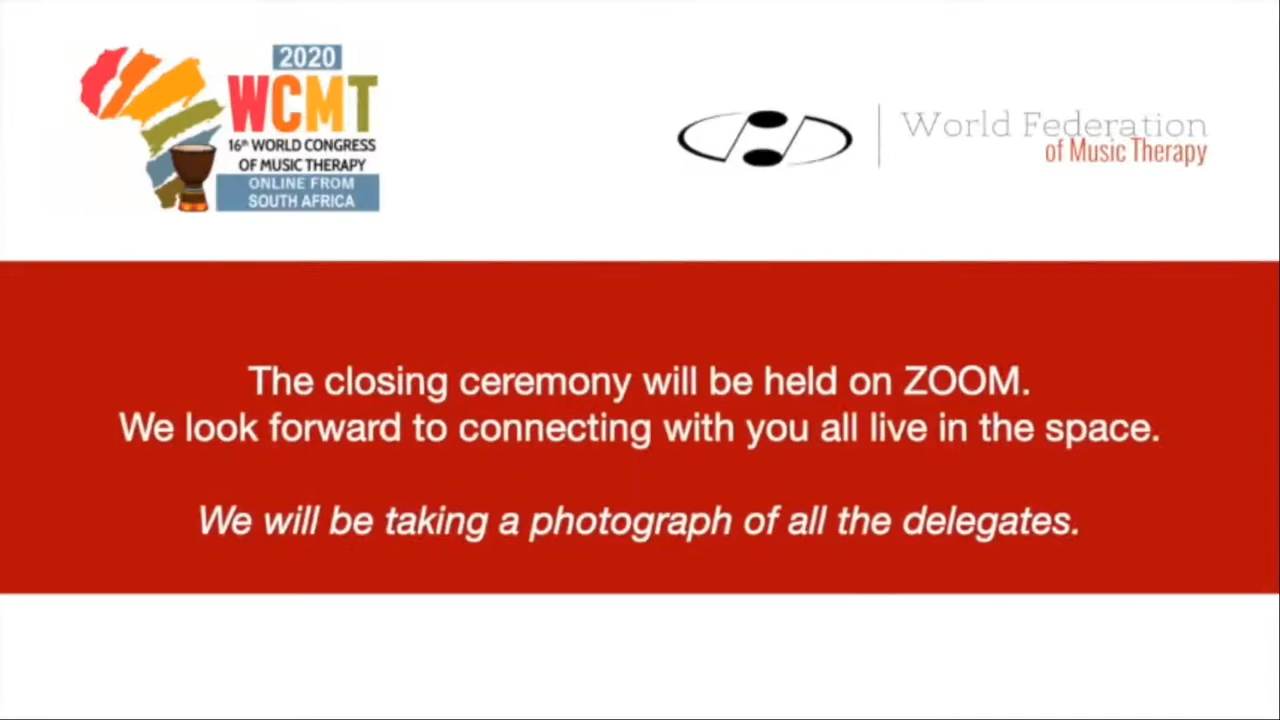 2020
WCMT
16th WORLD CONGRESS
OF MUSIC THERAPY
ONLINE FROM
SOUTH AFRICA
World Federation
of Music Therapy
The closing ceremony will be held on ZOOM.
We look forward to connecting with you all live in the space.
We will be taking a photograph of all the delegates.